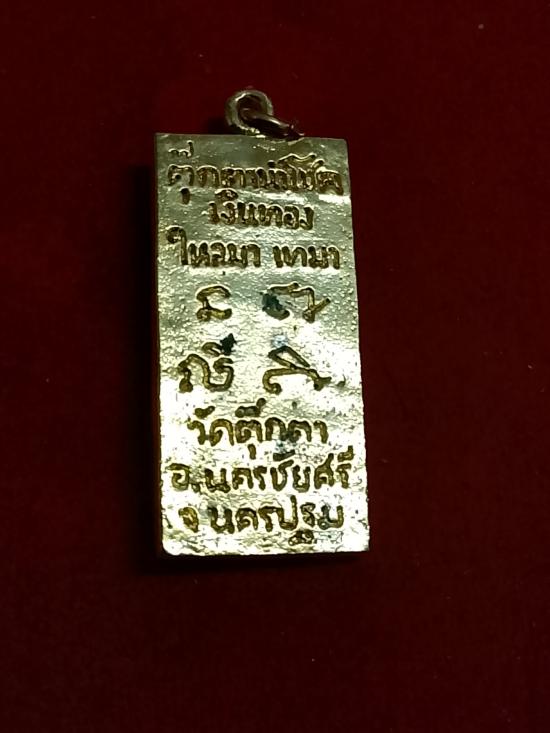 ตุ๊กตานำโชค
เงินทอง
ไหลมา เทมา
วัดตุ๊กตา
อ.นครชัยศรี
จ นครปฐม